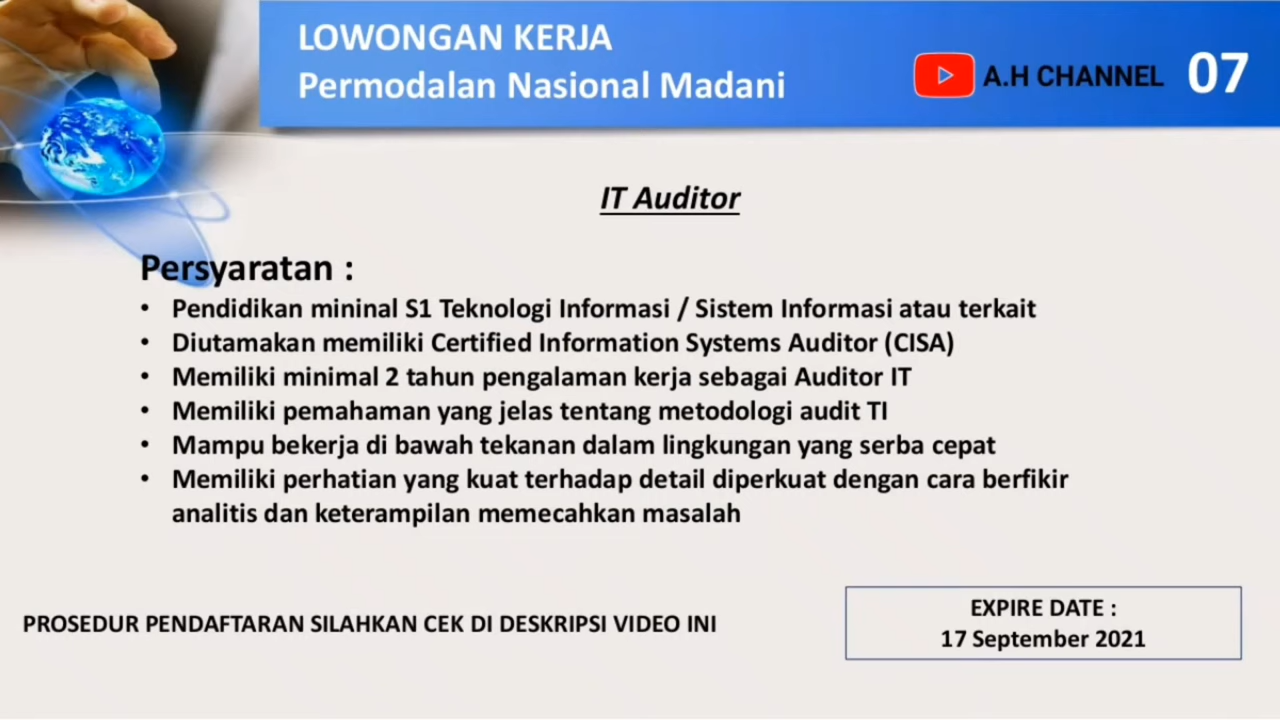 LOWONGAN KERJA
Permodalan Nasional Madani
A.H CHANNEL 07
IT Auditor
Persyaratan :
• Pendidikan mininal S1 Teknologi Informasi / Sistem Informasi atau terkait
• Diutamakan memiliki Certified Information Systems Auditor (CISA)
• Memiliki minimal 2 tahun pengalaman kerja sebagai Auditor IT
• Memiliki pemahaman yang jelas tentang metodologi audit TI
• Mampu bekerja di bawah tekanan dalam lingkungan yang serba cepat
• Memiliki perhatian yang kuat terhadap detail diperkuat dengan cara berfikir
analitis dan keterampilan memecahkan masalah
PROSEDUR PENDAFTARAN SILAHKAN CEK DI DESKRIPSI VIDEO INI
EXPIRE DATE :
17 September 2021